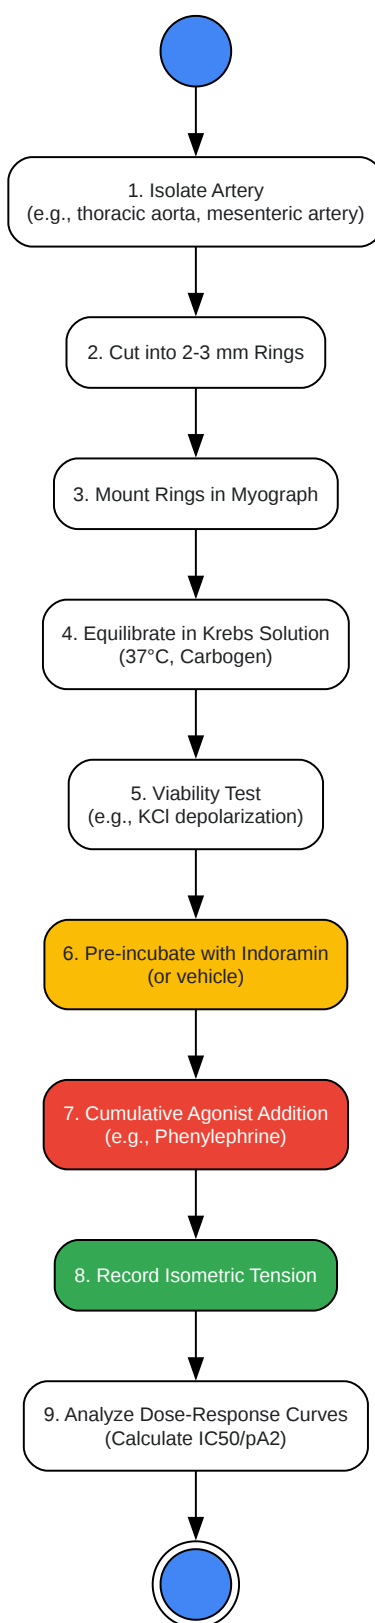 1. Isolate Artery
(e.g., thoracic aorta, mesenteric artery)
2. Cut into 2-3 mm Rings
3. Mount Rings in Myograph
4. Equilibrate in Krebs Solution
(37°C, Carbogen)
5. Viability Test
(e.g., KCl depolarization)
6. Pre-incubate with Indoramin
(or vehicle)
7. Cumulative Agonist Addition
(e.g., Phenylephrine)
8. Record Isometric Tension
9. Analyze Dose-Response Curves
(Calculate IC50/pA2)